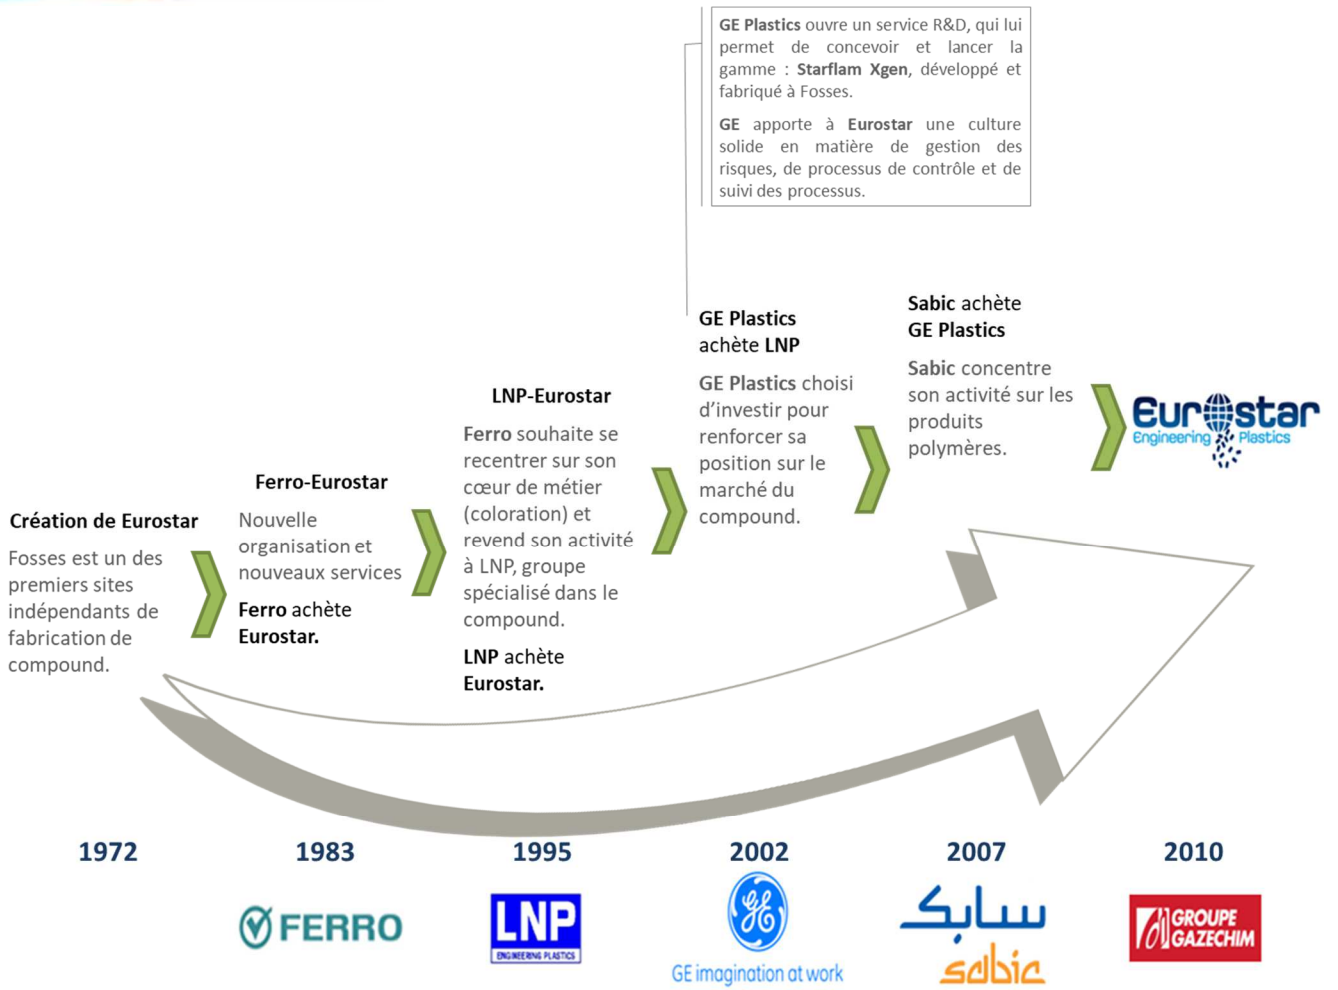 GE Plastics ouvre un service R&D, qui lui
permet de concevoir et lancer la
gamme : Starflam Xgen, développé et
fabriqué à Fosses.
GE apporte à Eurostar une culture
solide en matière de gestion des
risques, de processus de contrôle et de
suivi des processus.
Création de Eurostar
Fosses est un des
premiers sites
indépendants de
fabrication de
compound.
Ferro-Eurostar
Nouvelle
organisation et
nouveaux services
Ferro achète
Eurostar.
LNP-Eurostar
Ferro souhaite se
recentrer sur son
cœur de métier
(coloration) et
revend son activité
à LNP, groupe
spécialisé dans le
compound.
LNP achète
Eurostar.
GE Plastics
achète LNP
GE Plastics choisi
d'investir pour
renforcer sa
position sur le
marché du
compound.
Sabic achète
GE Plastics
Sabic concentre
son activité sur les
produits
polymères.
Eurostar
Engineering Plastics
1972
1983
1995
2002
2007
2010
FERRO
LNP
ENGINEERING PLASTICS
GE
GE imagination at work
سابك
sabic
GROUPE
GAZECHIM